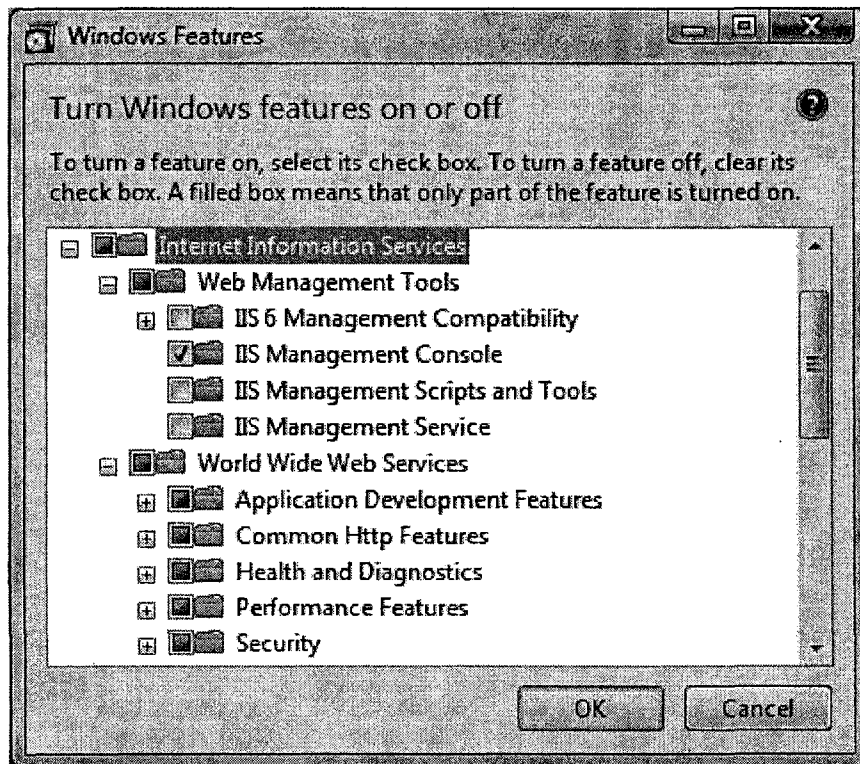 Windows Features
Turn Windows features on or off
To turn a feature on, select its check box. To turn a feature off, clear its
check box. A filled box means that only part of the feature is turned on.
Internet Information Services
Web Management Tools
IIS 6 Management Compatibility
IIS Management Console
IIS Management Scripts and Tools
IIS Management Service
World Wide Web Services
Application Development Features
Common Http Features
Health and Diagnostics
Performance Features
Security
OK
Cancel